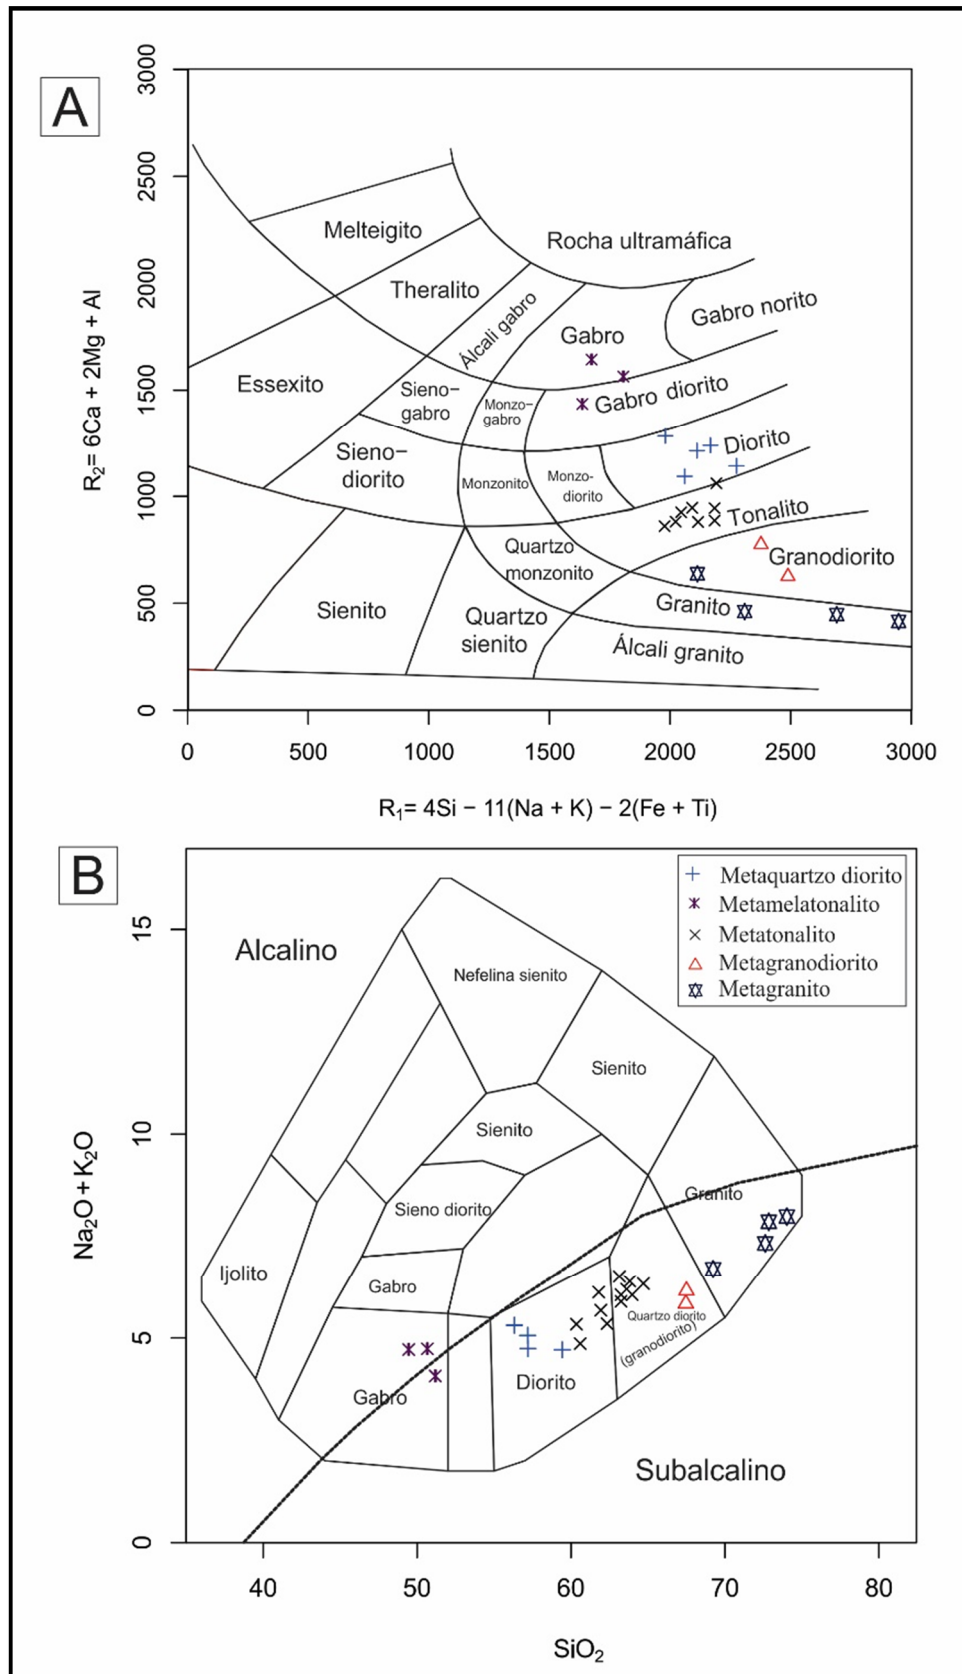 A
3000
2500
2000
1500
1000
500
0
R₂= 6Ca + 2Mg + Al
Melteigito
Rocha ultramáfica
Theralito
Álcali gabro
Gabro
Gabro norito
Essexito
Sieno-
gabro
Monzo-
gabro
Gabro diorito
Sieno-
diorito
Monzonito
Monzo-
diorito
Diorito
Tonalito
Quartzo
monzonito
Granodiorito
Sienito
Quartzo
sienito
Granito
Álcali granito
0 500 1000 1500 2000 2500 3000
R₁= 4Si − 11(Na + K) − 2(Fe + Ti)
B
15
10
5
0
Na₂O + K₂O
Metaquartzo diorito
Metamelatonalito
Metatonalito
Metagranodiorito
Metagranito
Alcalino
Nefelina sienito
Sienito
Sienito
Granito
Sieno diorito
Ijolito
Gabro
Quartzo diorito
(granodiorito)
Gabro
Diorito
Subalcalino
40 50 60 70 80
SiO₂